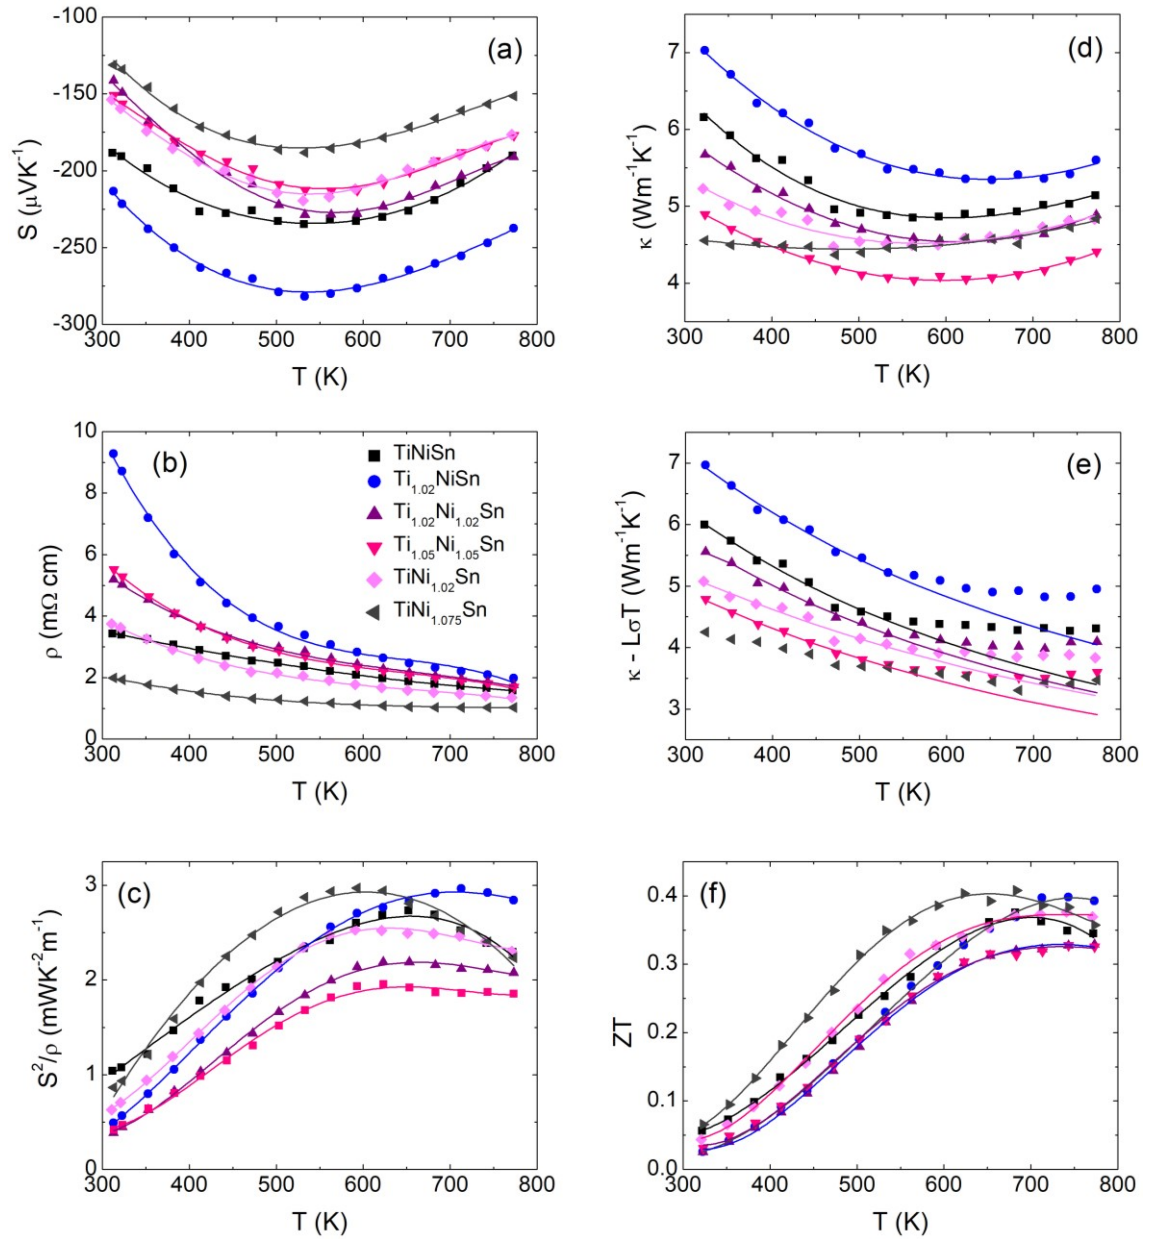 (a)
S (μVK⁻¹)
-100
-150
-200
-250
-300
300 400 500 600 700 800
T (K)
(d)
κ (Wm⁻¹K⁻¹)
7
6
5
4
300 400 500 600 700 800
T (K)
(b)
ρ (mΩ cm)
10
8
6
4
2
0
TiNiSn
Ti₁.₀₂NiSn
Ti₁.₀₂Ni₁.₀₂Sn
Ti₁.₀₅Ni₁.₀₅Sn
TiNi₁.₀₂Sn
TiNi₁.₀₇₅Sn
300 400 500 600 700 800
T (K)
(e)
κ - LσT (Wm⁻¹K⁻¹)
7
6
5
4
3
300 400 500 600 700 800
T (K)
(c)
S²/ρ (mWK⁻²m⁻¹)
3
2
1
0
300 400 500 600 700 800
T (K)
(f)
ZT
0.4
0.3
0.2
0.1
0.0
300 400 500 600 700 800
T (K)